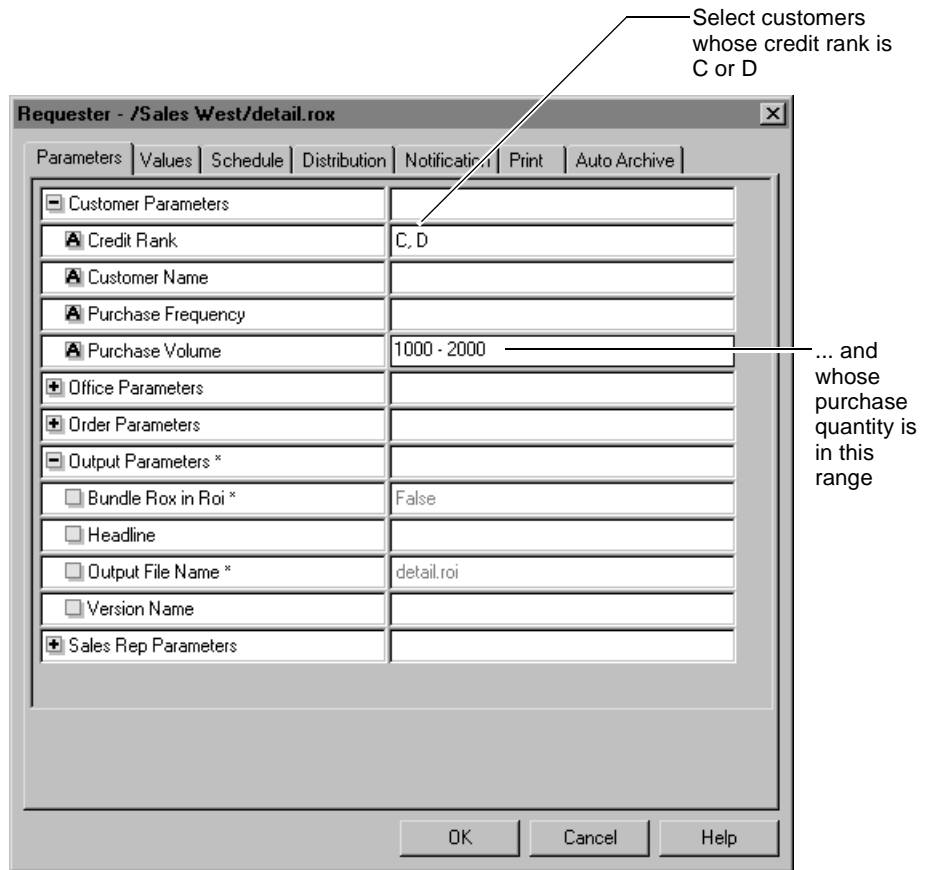 Select customers
whose credit rank is
C or D
Requester - /Sales West/detail.rox
Parameters Values Schedule Distribution Notification Print Auto Archive
Customer Parameters
Credit Rank C, D
Customer Name
Purchase Frequency
Purchase Volume 1000 - 2000
... and
whose
purchase
quantity is
in this
range
Office Parameters
Order Parameters
Output Parameters *
Bundle Rox in Roi * False
Headline
Output File Name * detail.roi
Version Name
Sales Rep Parameters
OK Cancel Help